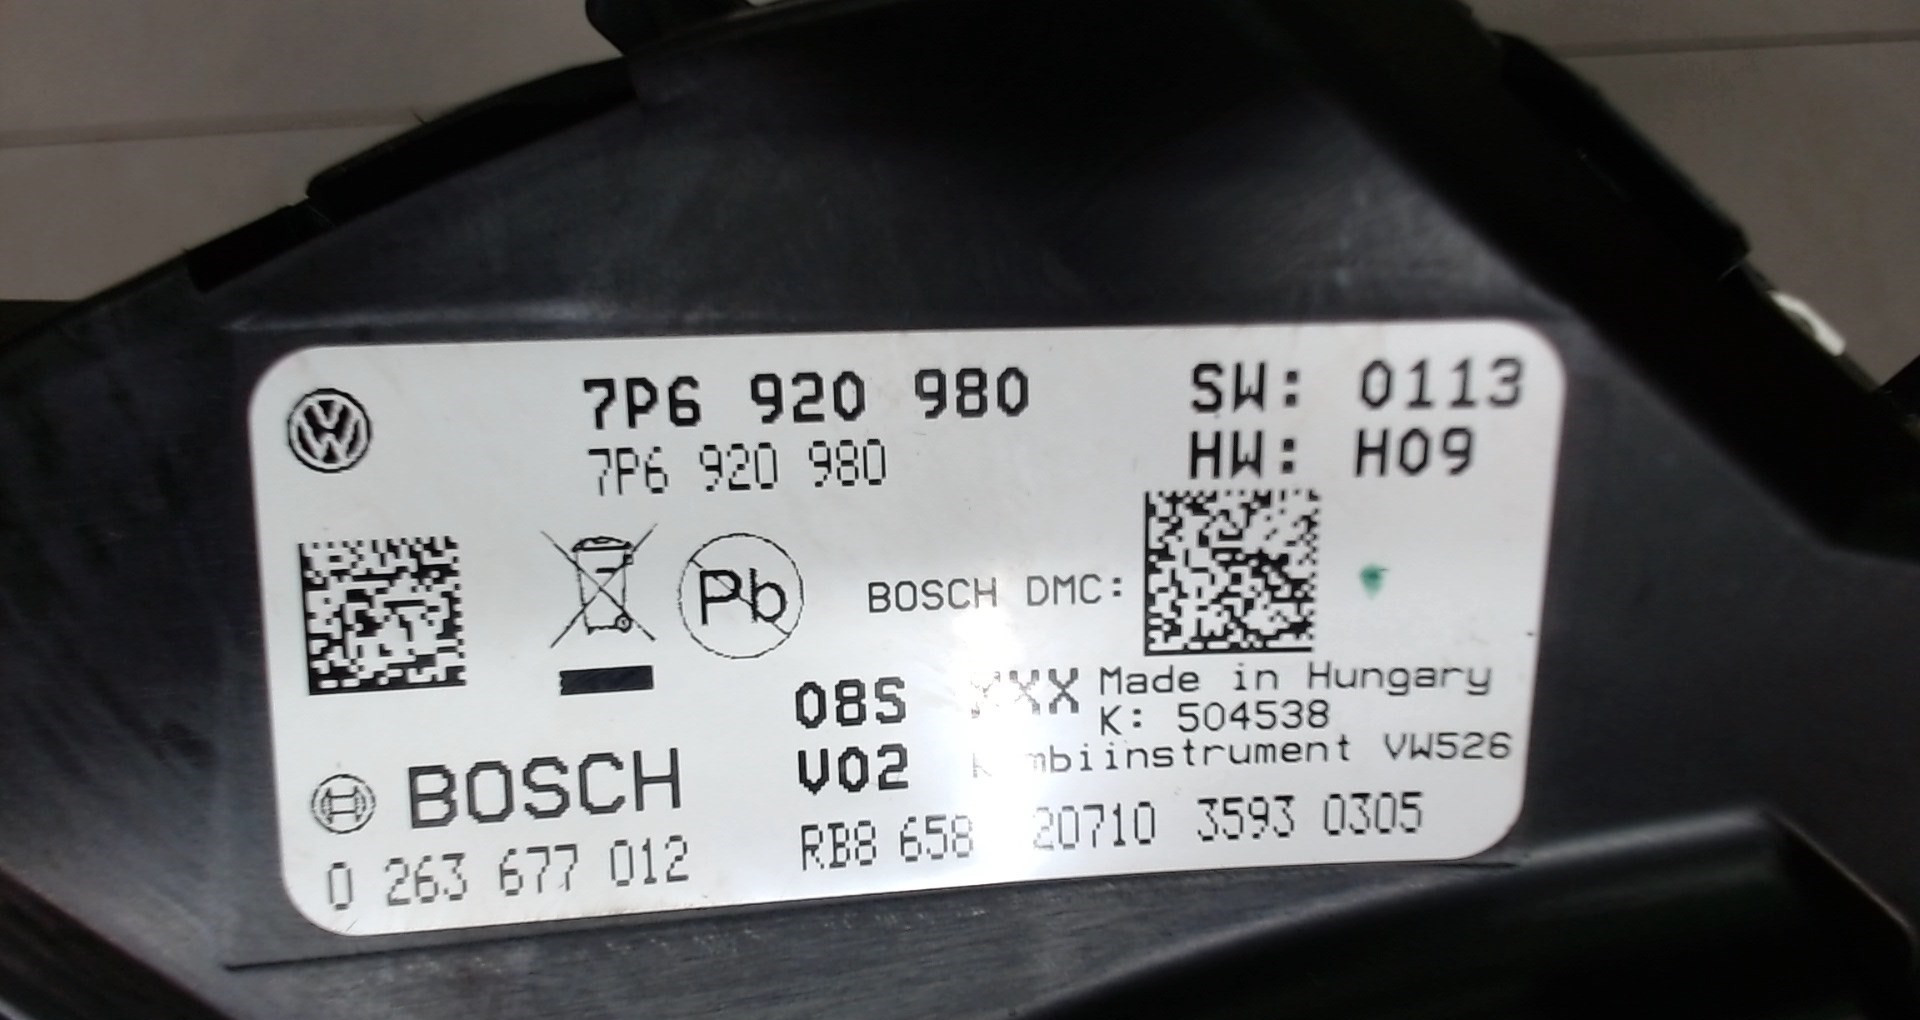 7P6 920 980 SW: 0113
7P6 920 980 HW: H09
Pb BOSCH DMC:
08S XXX Made in Hungary
K: 504538
V02 VW526
BOSCH
0 263 677 012 RB8 658 20710 3593 0305